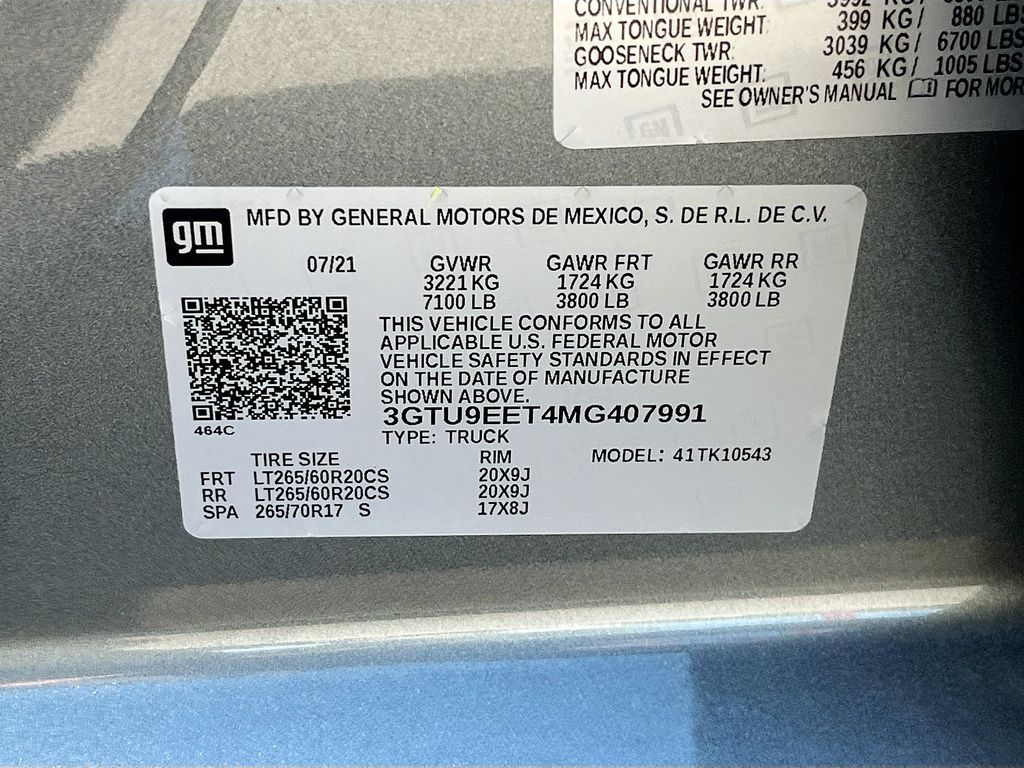 CONVENTIONAL TWR:
MAX TONGUE WEIGHT: 399 KG / 880 LBS
GOOSENECK TWR: 3039 KG / 6700 LBS
MAX TONGUE WEIGHT: 456 KG / 1005 LBS
SEE OWNER'S MANUAL FOR MOR
GM
gm
MFD BY GENERAL MOTORS DE MEXICO, S. DE R.L. DE C.V.
07/21 GVWR GAWR FRT GAWR RR
3221 KG 1724 KG 1724 KG
7100 LB 3800 LB 3800 LB
THIS VEHICLE CONFORMS TO ALL
APPLICABLE U.S. FEDERAL MOTOR
VEHICLE SAFETY STANDARDS IN EFFECT
ON THE DATE OF MANUFACTURE
SHOWN ABOVE.
3GTU9EET4MG407991
464C
TYPE: TRUCK
TIRE SIZE RIM MODEL: 41TK10543
FRT LT265/60R20CS 20X9J
RR LT265/60R20CS 20X9J
SPA 265/70R17 S 17X8J